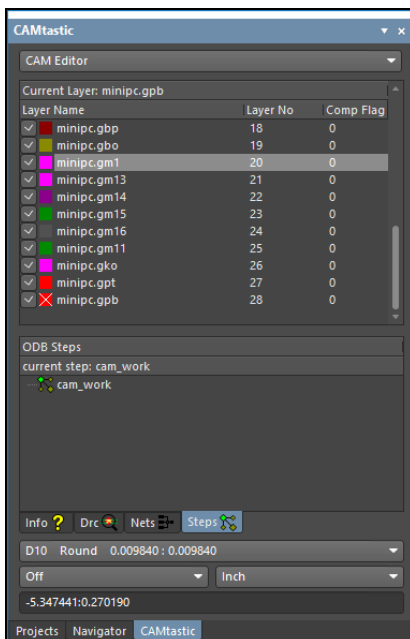 CAMtastic
CAM Editor
Current Layer: minipc.gpb
Layer Name Layer No Comp Flag
minipc.gbp 18 0
minipc.gbo 19 0
minipc.gm1 20 0
minipc.gm13 21 0
minipc.gm14 22 0
minipc.gm15 23 0
minipc.gm16 24 0
minipc.gm11 25 0
minipc.gko 26 0
minipc.gpt 27 0
minipc.gpb 28 0
ODB Steps
current step: cam_work
cam_work
Info ? Drc Nets Steps
D10 Round 0.009840 : 0.009840
Off Inch
-5.347441:0.270190
Projects Navigator CAMtastic